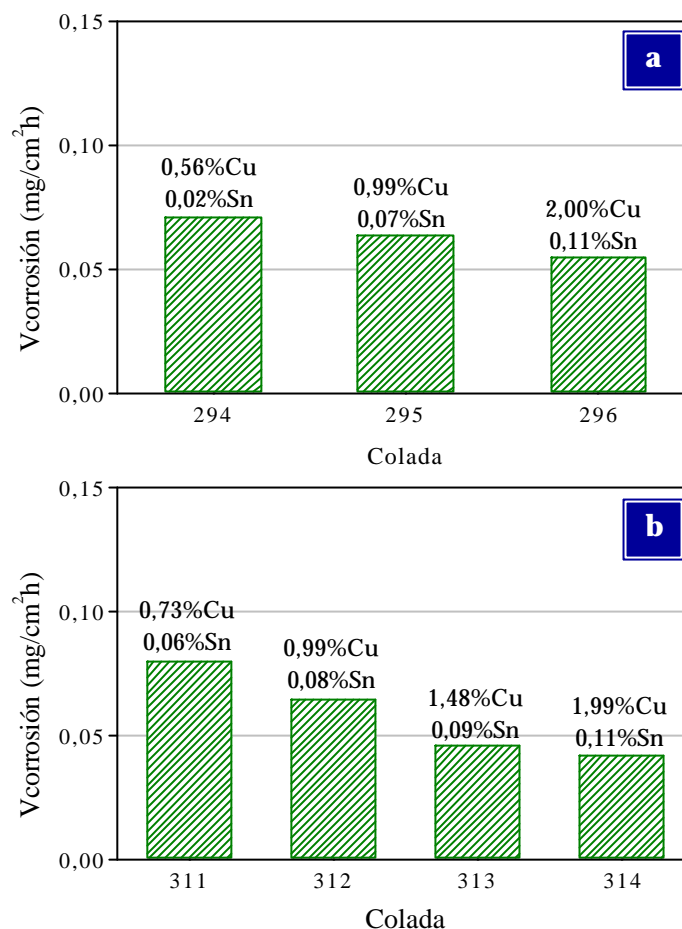 0,15
a
0,10
0,56%Cu
0,02%Sn
0,99%Cu
0,07%Sn
2,00%Cu
0,11%Sn
0,05
0,00
Vcorrosión (mg/cm²h)
294 295 296
Colada
0,15
b
0,10
0,73%Cu
0,06%Sn
0,99%Cu
0,08%Sn
1,48%Cu
0,09%Sn
1,99%Cu
0,11%Sn
0,05
0,00
Vcorrosión (mg/cm²h)
311 312 313 314
Colada